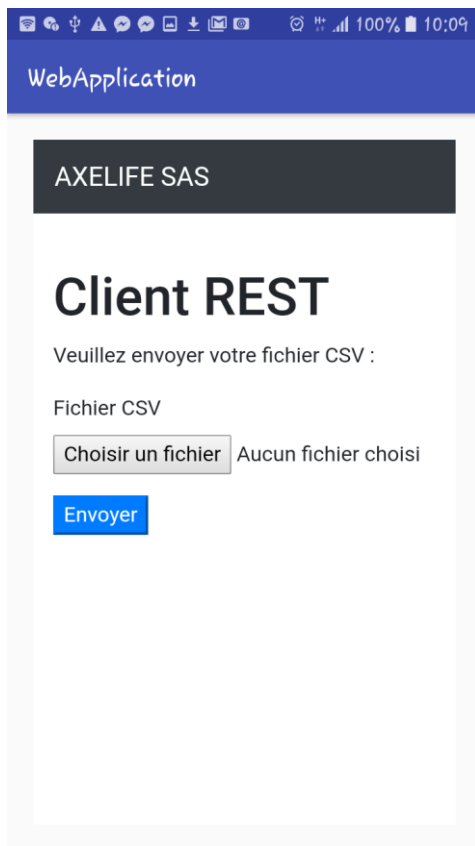 100% 10:09
WebApplication
AXELIFE SAS
Client REST
Veuillez envoyer votre fichier CSV :
Fichier CSV
Choisir un fichier Aucun fichier choisi
Envoyer